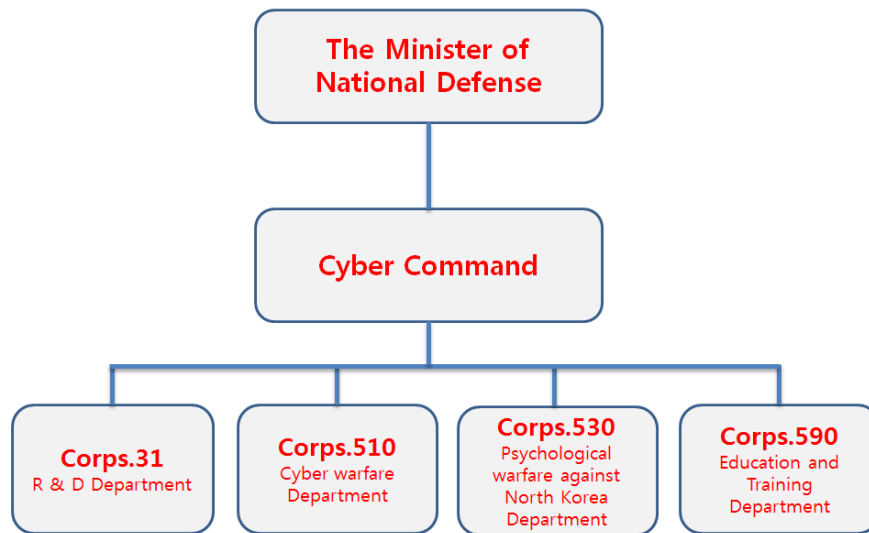 The Minister of
National Defense
Cyber Command
Corps.31
R & D Department
Corps.510
Cyber warfare
Department
Corps.530
Psychological
warfare against
North Korea
Department
Corps.590
Education and
Training
Department